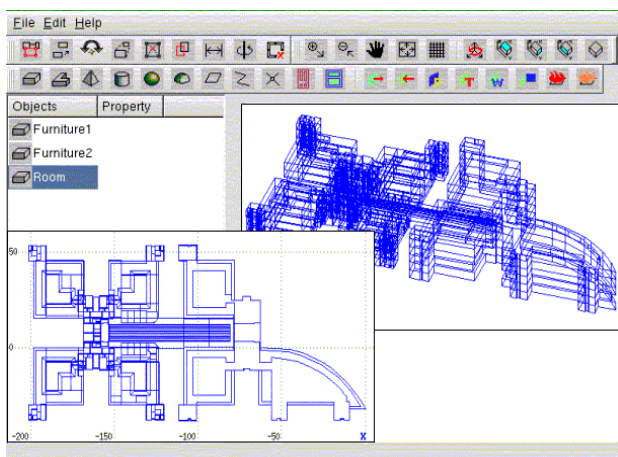 File Edit Help
T W
Objects Property
Furniture1
Furniture2
Room
50
0
-200 -150 -100 -50 X